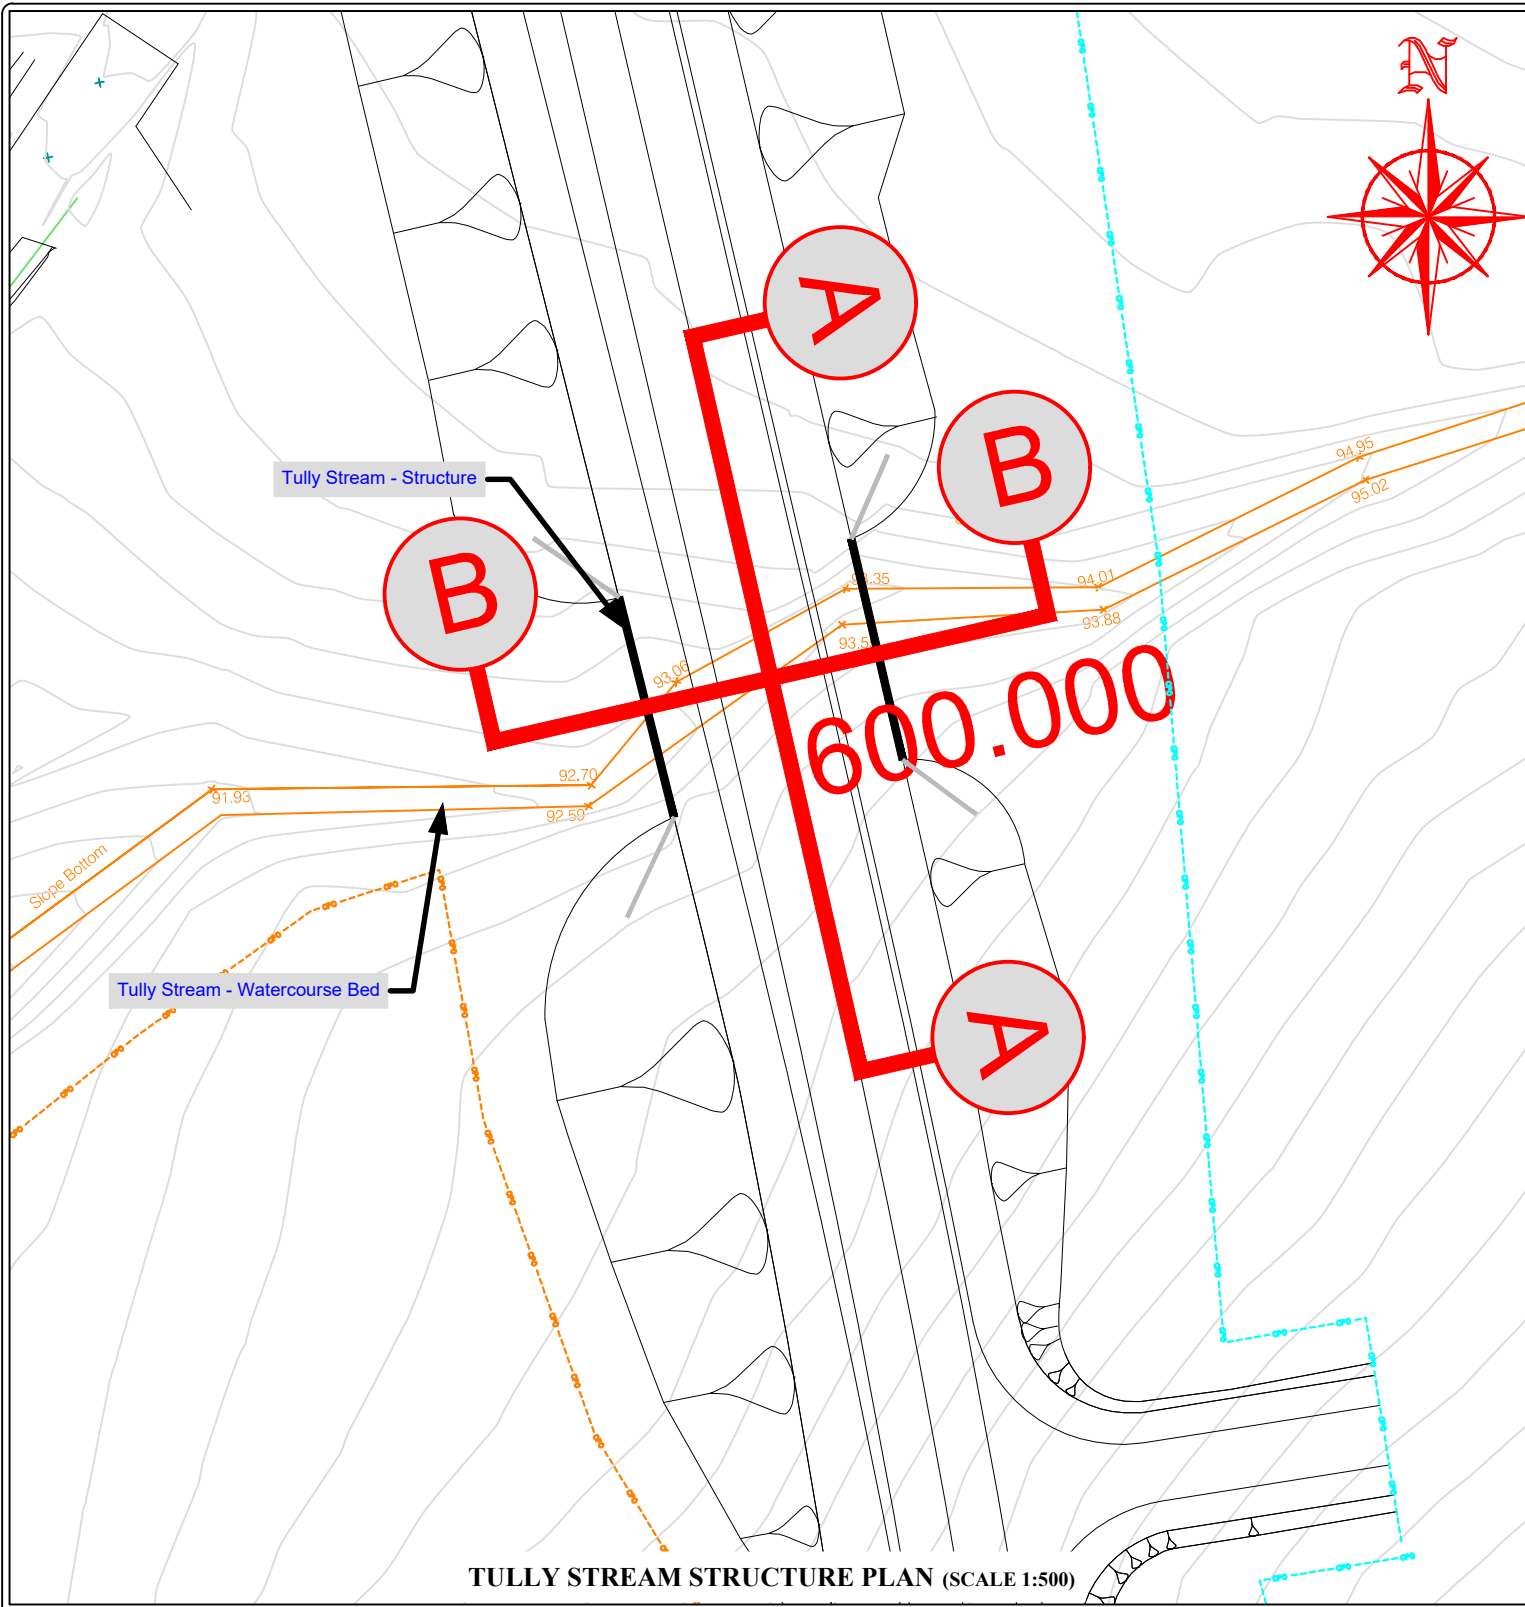 N
A
B
Tully Stream - Structure
94.95
95.02
B
94.01
93.88
93.06
600.000
92.70
91.93
92.59
Slope Bottom
Tully Stream - Watercourse Bed
A
TULLY STREAM STRUCTURE PLAN (SCALE 1:500)